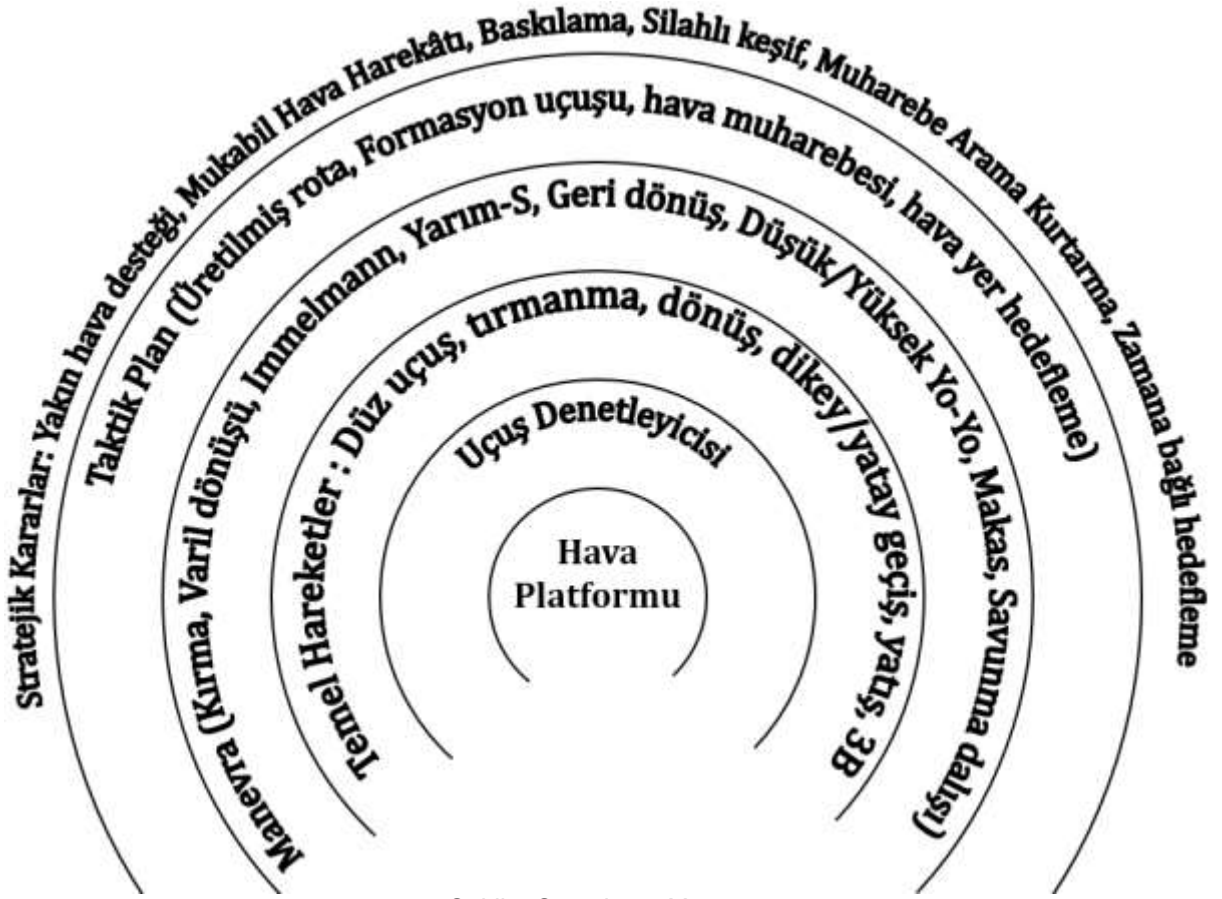 Stratejik Kararlar: Yakın hava desteği, Mukabil Hava Harekâtı, Baskılama, Silahlı keşif, Muharebe Arama Kurtarma, Zamana bağlı hedefleme
Taktik Plan (Üretilmiş rota, Formasyon uçuşu, hava muharebesi, hava yer hedefleme)
Manevra (Kırma, Varil dönüşü, Immelmann, Yarım-S, Geri dönüş, Düşük/Yüksek Yo-Yo, Makas, Savunma dalışı)
Temel Hareketler : Düz uçuş, tırmanma, dönüş, dikey/yatay geçiş, yatış, 3B
Uçuş Denetleyicisi
Hava
Platformu